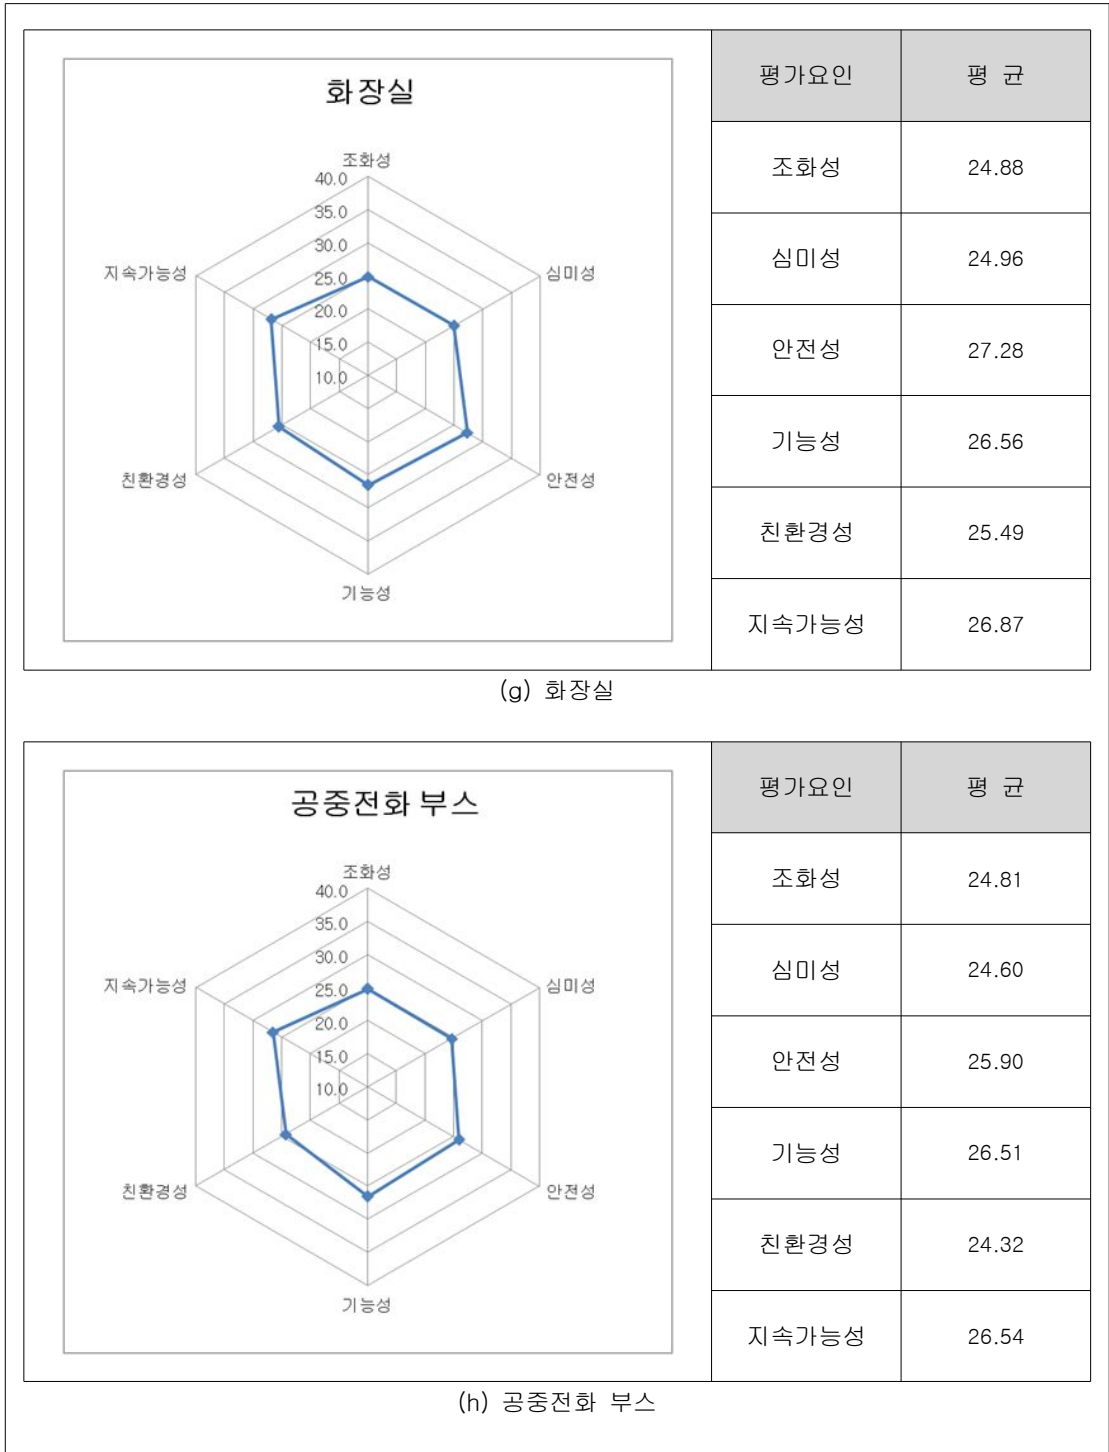 화장실
조화성
40.0
35.0
30.0
25.0
20.0
15.0
10.0
지속가능성
심미성
친환경성
안전성
기능성
평가요인 평 균
조화성 24.88
심미성 24.96
안전성 27.28
기능성 26.56
친환경성 25.49
지속가능성 26.87
(g) 화장실
공중전화 부스
조화성
40.0
35.0
30.0
25.0
20.0
15.0
10.0
지속가능성
심미성
친환경성
안전성
기능성
평가요인 평 균
조화성 24.81
심미성 24.60
안전성 25.90
기능성 26.51
친환경성 24.32
지속가능성 26.54
(h) 공중전화 부스